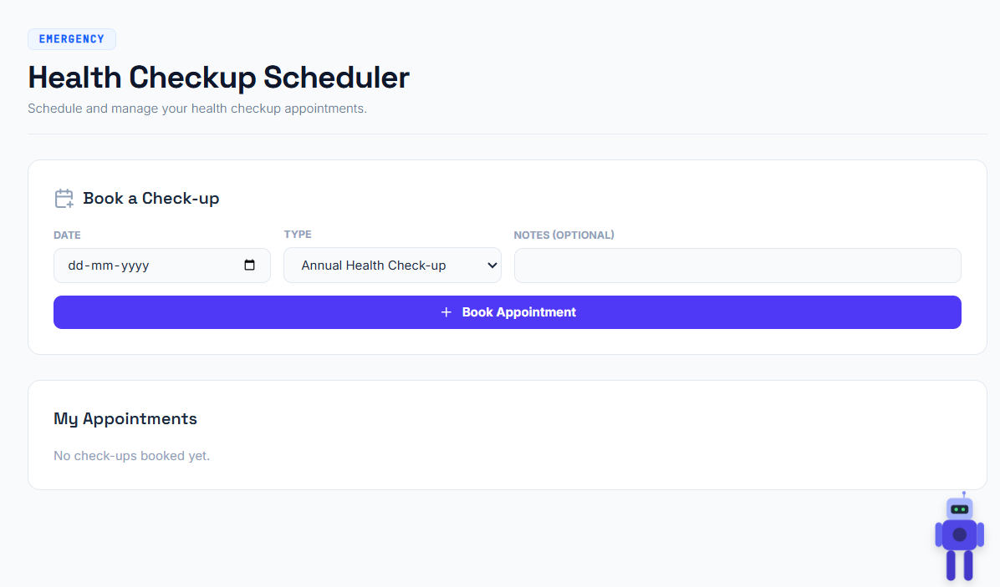 EMERGENCY
Health Checkup Scheduler
Schedule and manage your health checkup appointments.
Book a Check-up
DATE
TYPE
NOTES (OPTIONAL)
dd-mm-yyyy
Annual Health Check-up
+ Book Appointment
My Appointments
No check-ups booked yet.